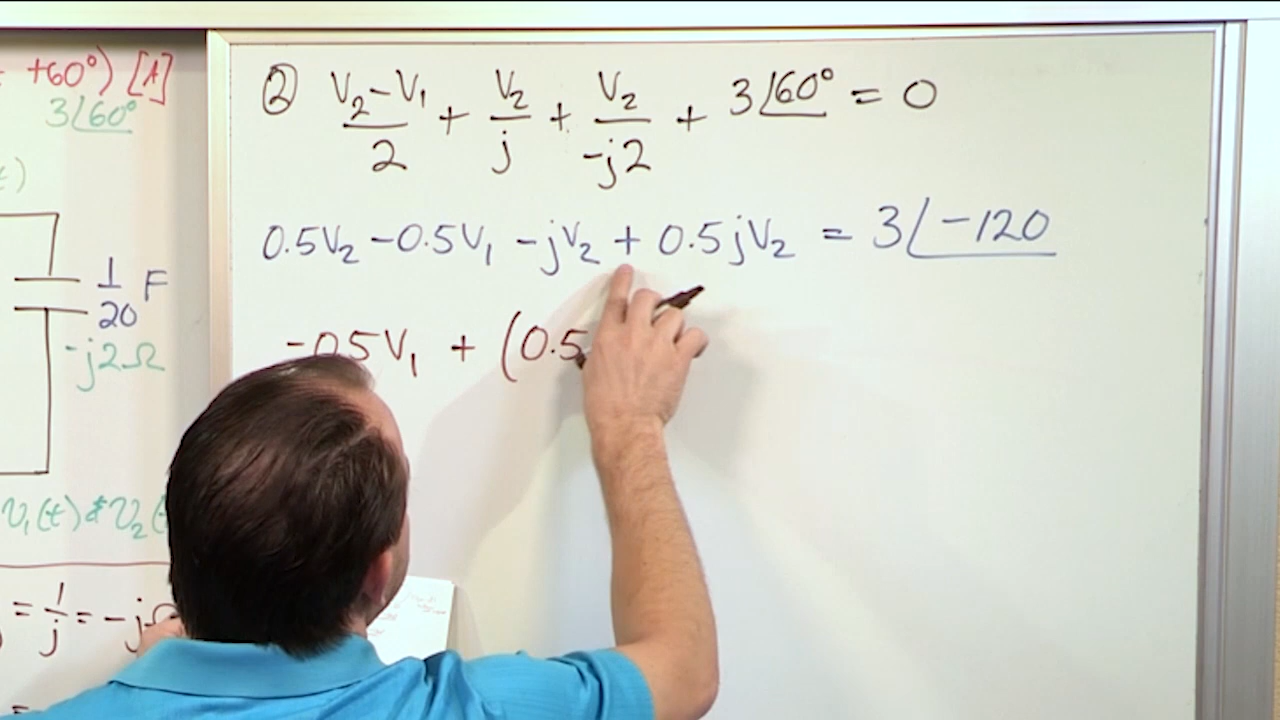 +60°) [A]
3∠60°
t)
1/20 F
-j2Ω
v₁(t) & v₂(t
= 1/j = -jΩ
② (V₂-V₁)/2 + V₂/j + V₂/-j2 + 3∠60° = 0
0.5V₂ -0.5V₁ -jV₂ + 0.5jV₂ = 3∠-120
-0.5V₁ + (0.5